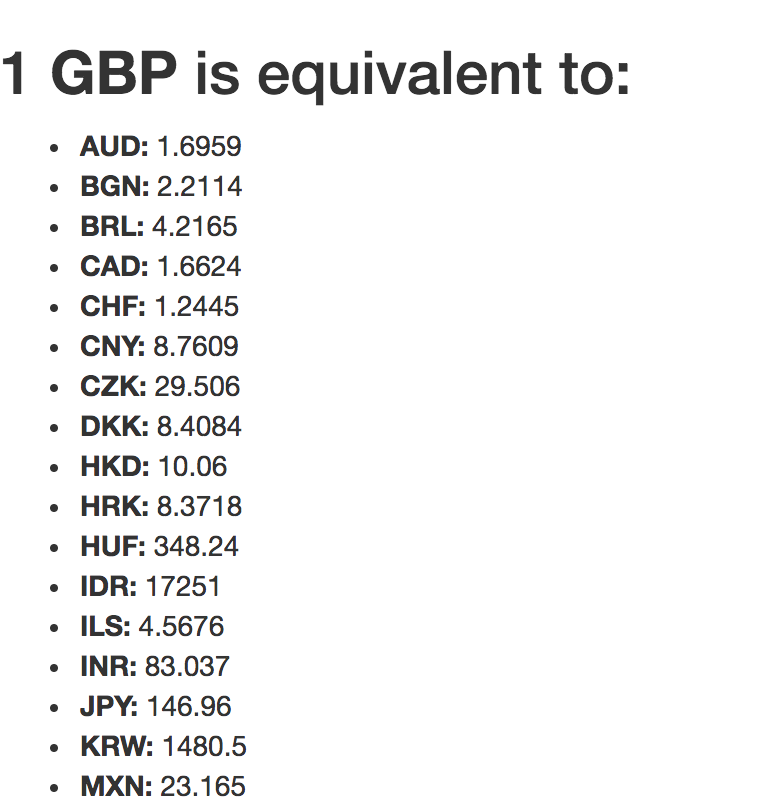 1 GBP is equivalent to:
• AUD: 1.6959
• BGN: 2.2114
• BRL: 4.2165
• CAD: 1.6624
• CHF: 1.2445
• CNY: 8.7609
• CZK: 29.506
• DKK: 8.4084
• HKD: 10.06
• HRK: 8.3718
• HUF: 348.24
• IDR: 17251
• ILS: 4.5676
• INR: 83.037
• JPY: 146.96
• KRW: 1480.5
• MXN: 23.165